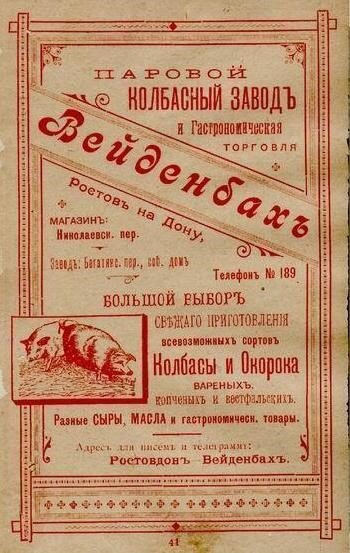 ПАРОВОЙ
КОЛБАСНЫЙ ЗАВОДЪ
и Гастрономическая
ТОРГОВЛЯ
Вейденбахъ
Ростовъ на Дону,
МАГАЗИНЪ:
Николаевск. пер.
Заводъ: Богатянс. пер., соб. домъ
Телефонъ № 189
БОЛЬШОЙ ВЫБОРЪ
СВѢЖАГО ПРИГОТОВЛЕНІЯ
всевозможныхъ сортовъ
Колбасы и Окорока
ВАРЕНЫХЪ,
копченыхъ и вестфальскихъ.
Разные СЫРЫ, МАСЛА и гастрономическ. товары.
Адресъ для писемъ и телеграммъ:
Ростовдонъ Вейденбахъ.
41